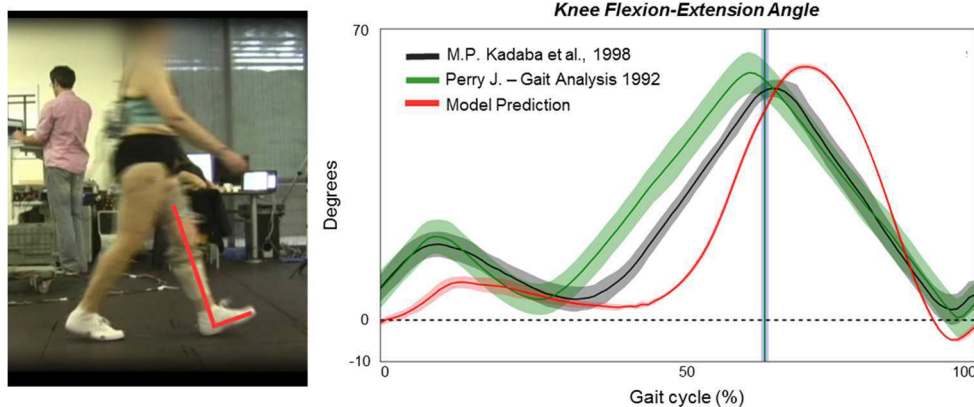 Knee Flexion-Extension Angle
70
M.P. Kadaba et al., 1998
Perry J. – Gait Analysis 1992
Model Prediction
Degrees
0
-10
0 50 100
Gait cycle (%)